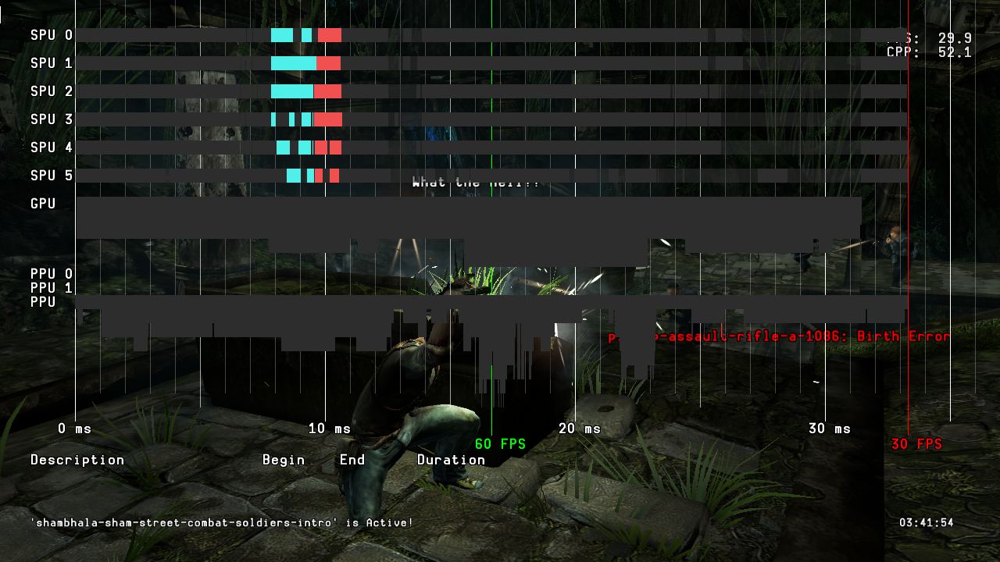 SPU 0
29.9
CPP: 52.1
SPU 1
SPU 2
SPU 3
SPU 4
SPU 5
What the hell!?
GPU
PPU 0
PPU 1
PPU
-assault-rifle-a-1086: Birth Error
0 ms
10 ms
20 ms
30 ms
60 FPS
30 FPS
Description Begin End Duration
'shambhala-sham-street-combat-soldiers-intro' is Active!
03:41:54